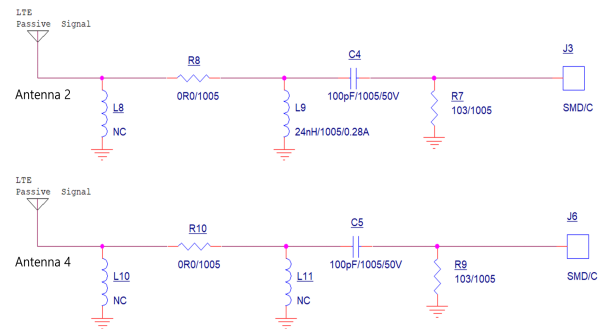 LTE
Passive Signal
R8
C4
J3
Antenna 2
L8
0R0/1005
L9
100pF/1005/50V
R7
103/1005
SMD/C
NC
24nH/1005/0.28A
LTE
Passive Signal
R10
C5
J6
Antenna 4
L10
0R0/1005
L11
100pF/1005/50V
R9
103/1005
SMD/C
NC
NC